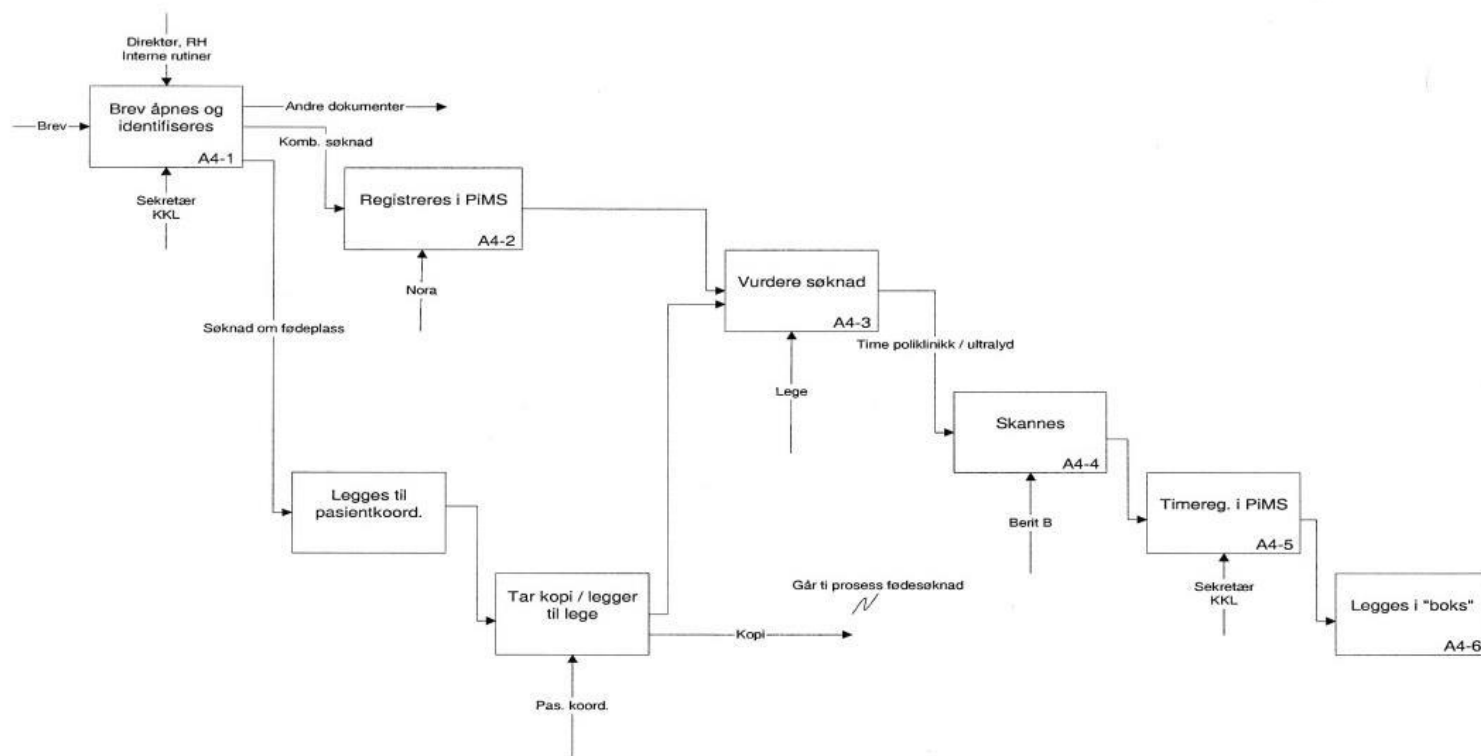 Direktør, RH
Interne rutiner
Brev åpnes og
identifiseres
A4-1
Brev
Andre dokumenter
Komb. søknad
Sekretær
KKL
Registreres i PiMS
A4-2
Nora
Vurdere søknad
A4-3
Søknad om fødeplass
Time poliklinikk / ultralyd
Lege
Skannes
A4-4
Legges til
pasientkoord.
Timereg. i PiMS
A4-5
Berit B
Tar kopi / legger
til lege
Går ti prosess fødesøknad
Kopi
Sekretær
KKL
Legges i "boks"
A4-6
Pas. koord.